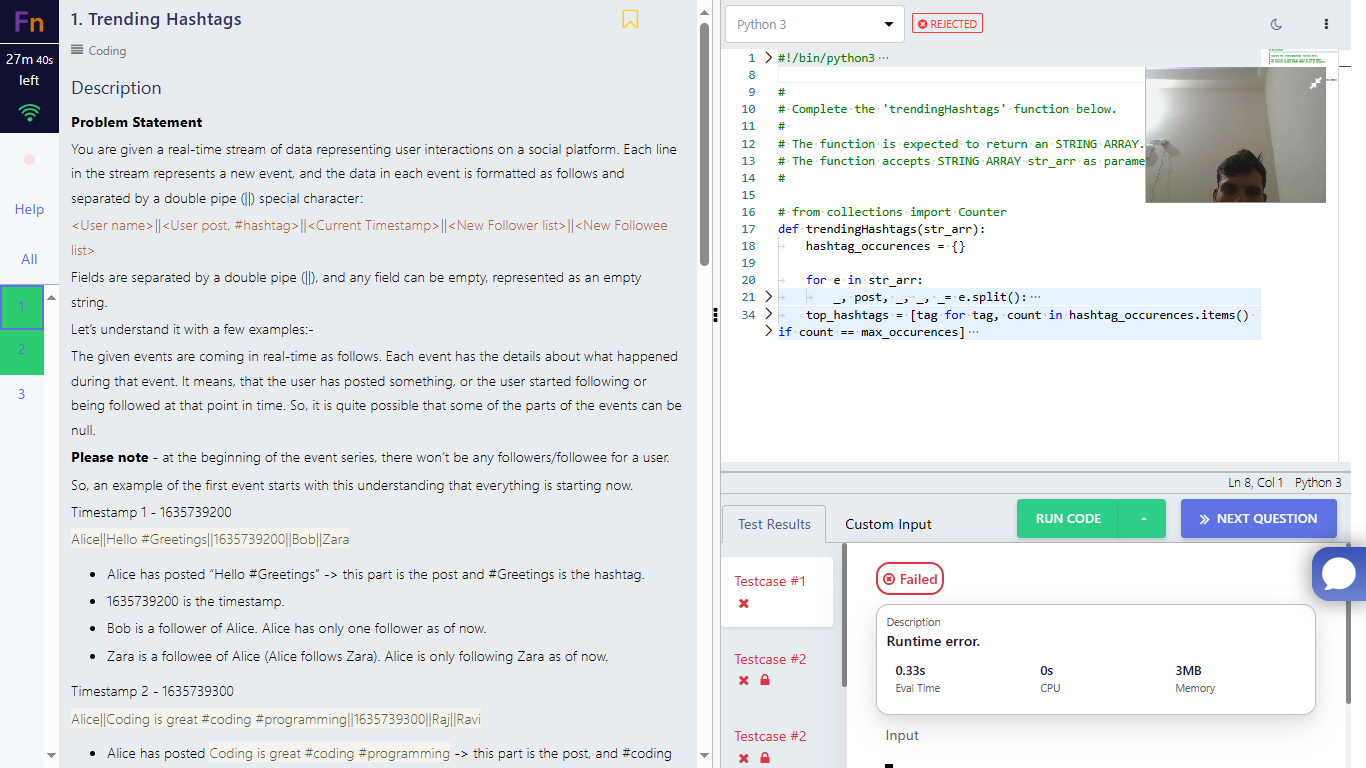 Fn
27m 40s
left
Help
All
1
2
3
1. Trending Hashtags
Coding
Description
Problem Statement
You are given a real-time stream of data representing user interactions on a social platform. Each line
in the stream represents a new event, and the data in each event is formatted as follows and
separated by a double pipe (||) special character:
<User name>||<User post, #hashtag>||<Current Timestamp>||<New Follower list>||<New Followee
list>
Fields are separated by a double pipe (||), and any field can be empty, represented as an empty
string.
Let's understand it with a few examples:-
The given events are coming in real-time as follows. Each event has the details about what happened
during that event. It means, that the user has posted something, or the user started following or
being followed at that point in time. So, it is quite possible that some of the parts of the events can be
null.
Please note - at the beginning of the event series, there won't be any followers/followee for a user.
So, an example of the first event starts with this understanding that everything is starting now.
Timestamp 1 - 1635739200
Alice||Hello #Greetings||1635739200||Bob||Zara
• Alice has posted “Hello #Greetings” -> this part is the post and #Greetings is the hashtag.
• 1635739200 is the timestamp.
• Bob is a follower of Alice. Alice has only one follower as of now.
• Zara is a followee of Alice (Alice follows Zara). Alice is only following Zara as of now.
Timestamp 2 - 1635739300
Alice||Coding is great #coding #programming||1635739300||Raj||Ravi
• Alice has posted Coding is great #coding #programming -> this part is the post, and #coding
Python 3
REJECTED
1 #!/bin/python3 ···
8
9 #
10 # Complete the 'trendingHashtags' function below.
11 #
12 # The function is expected to return an STRING ARRAY.
13 # The function accepts STRING ARRAY str_arr as parame
14 #
15
16 # from collections import Counter
17 def trendingHashtags(str_arr):
18 hashtag_occurences = {}
19
20 for e in str_arr:
21 _, post, _, _, _= e.split(): ···
34 top_hashtags = [tag for tag, count in hashtag_occurences.items()
if count == max_occurences] ···
Ln 8, Col 1 Python 3
Test Results
Custom Input
RUN CODE
NEXT QUESTION
Testcase #1
Testcase #2
Testcase #2
Failed
Description
Runtime error.
0.33s 0s 3MB
Eval Time CPU Memory
Input